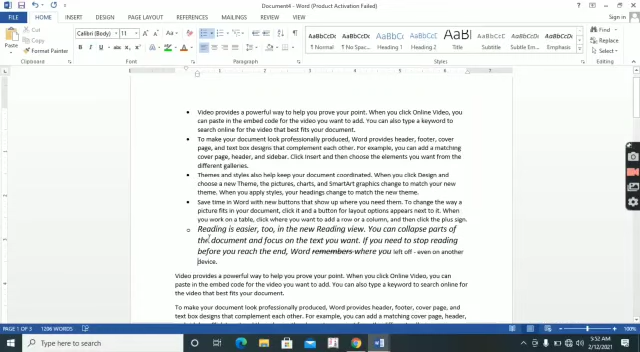 Document4 - Word (Product Activation Failed)
FILE HOME INSERT DESIGN PAGE LAYOUT REFERENCES MAILINGS REVIEW VIEW
Calibri (Body) 11 Find
Cut AaBbCcDc AaBbCcDc AaBbCc AaBbCc AaBl AaBbCcD AaBbCcDt AaBbCcDt
Copy Replace
Paste Format Painter ¶ Normal ¶ No Spac... Heading 1 Heading 2 Title Subtitle Subtle Em... Emphasis Select
Clipboard Font Paragraph Styles Editing
• Video provides a powerful way to help you prove your point. When you click Online Video, you
can paste in the embed code for the video you want to add. You can also type a keyword to
search online for the video that best fits your document.
• To make your document look professionally produced, Word provides header, footer, cover
page, and text box designs that complement each other. For example, you can add a matching
cover page, header, and sidebar. Click Insert and then choose the elements you want from the
different galleries.
• Themes and styles also help keep your document coordinated. When you click Design and
choose a new Theme, the pictures, charts, and SmartArt graphics change to match your new
theme. When you apply styles, your headings change to match the new theme.
• Save time in Word with new buttons that show up where you need them. To change the way a
picture fits in your document, click it and a button for layout options appears next to it. When
you work on a table, click where you want to add a row or a column, and then click the plus sign.
o Reading is easier, too, in the new Reading view. You can collapse parts of
the document and focus on the text you want. If you need to stop reading
before you reach the end, Word remembers where you left off - even on another
device.
Video provides a powerful way to help you prove your point. When you click Online Video, you can
paste in the embed code for the video you want to add. You can also type a keyword to search online for
the video that best fits your document.
To make your document look professionally produced, Word provides header, footer, cover page, and
text box designs that complement each other. For example, you can add a matching cover page, header,
PAGE 1 OF 3 1206 WORDS 100%
Type here to search
5:52 AM
2/12/2021